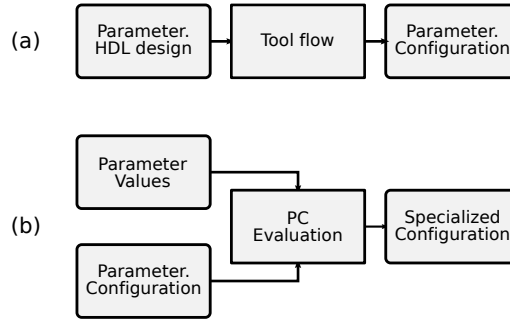 (a)
Parameter.
HDL design
Tool flow
Parameter.
Configuration
(b)
Parameter
Values
PC
Evaluation
Specialized
Configuration
Parameter.
Configuration